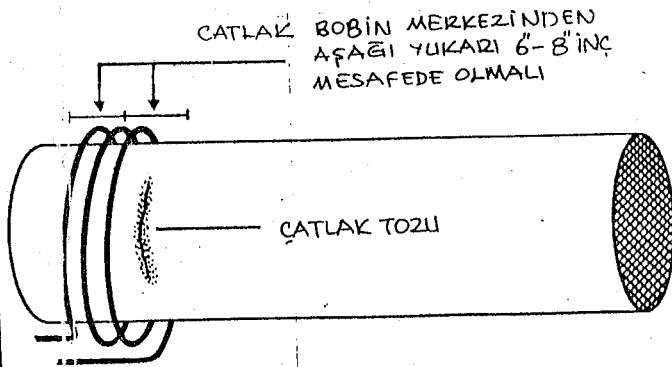 CATLAK BOBİN MERKEZİNDEN
AŞAĞI YUKARI 6"-8" İNÇ
MESAFEDE OLMALI
ÇATLAK TOZU